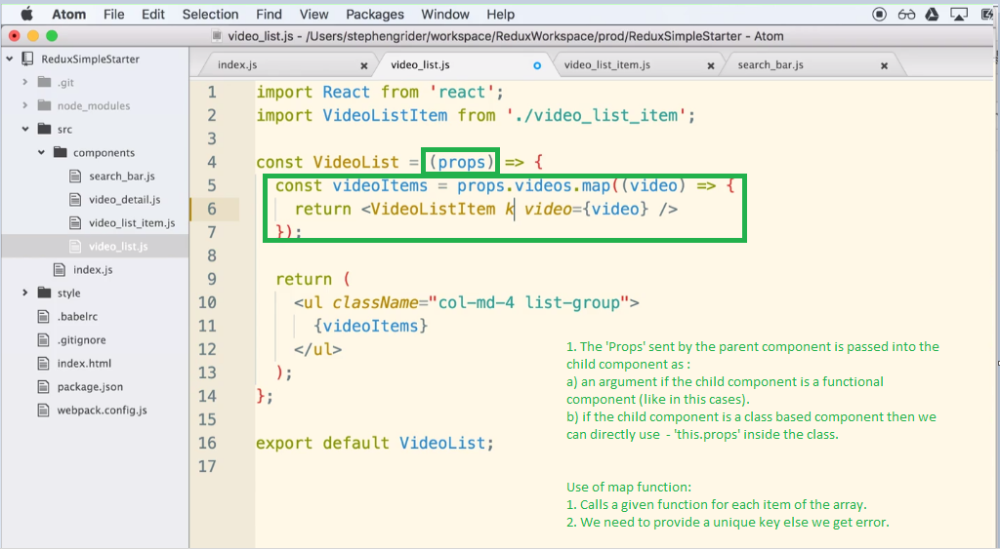 Atom File Edit Selection Find View Packages Window Help
video_list.js - /Users/stephengrider/workspace/ReduxWorkspace/prod/ReduxSimpleStarter - Atom
ReduxSimpleStarter
.git
node_modules
src
components
search_bar.js
video_detail.js
video_list_item.js
video_list.js
index.js
style
.babelrc
.gitignore
index.html
package.json
webpack.config.js
index.js
video_list.js
video_list_item.js
search_bar.js
1 import React from 'react';
2 import VideoListItem from './video_list_item';
3
4 const VideoList = (props) => {
5 const videoItems = props.videos.map((video) => {
6 return <VideoListItem k video={video} />
7 });
8
9 return (
10 <ul className="col-md-4 list-group">
11 {videoItems}
12 </ul>
13 );
14 };
15
16 export default VideoList;
17
1. The 'Props' sent by the parent component is passed into the
child component as :
a) an argument if the child component is a functional
component (like in this cases).
b) if the child component is a class based component then we
can directly use - 'this.props' inside the class.
Use of map function:
1. Calls a given function for each item of the array.
2. We need to provide a unique key else we get error.